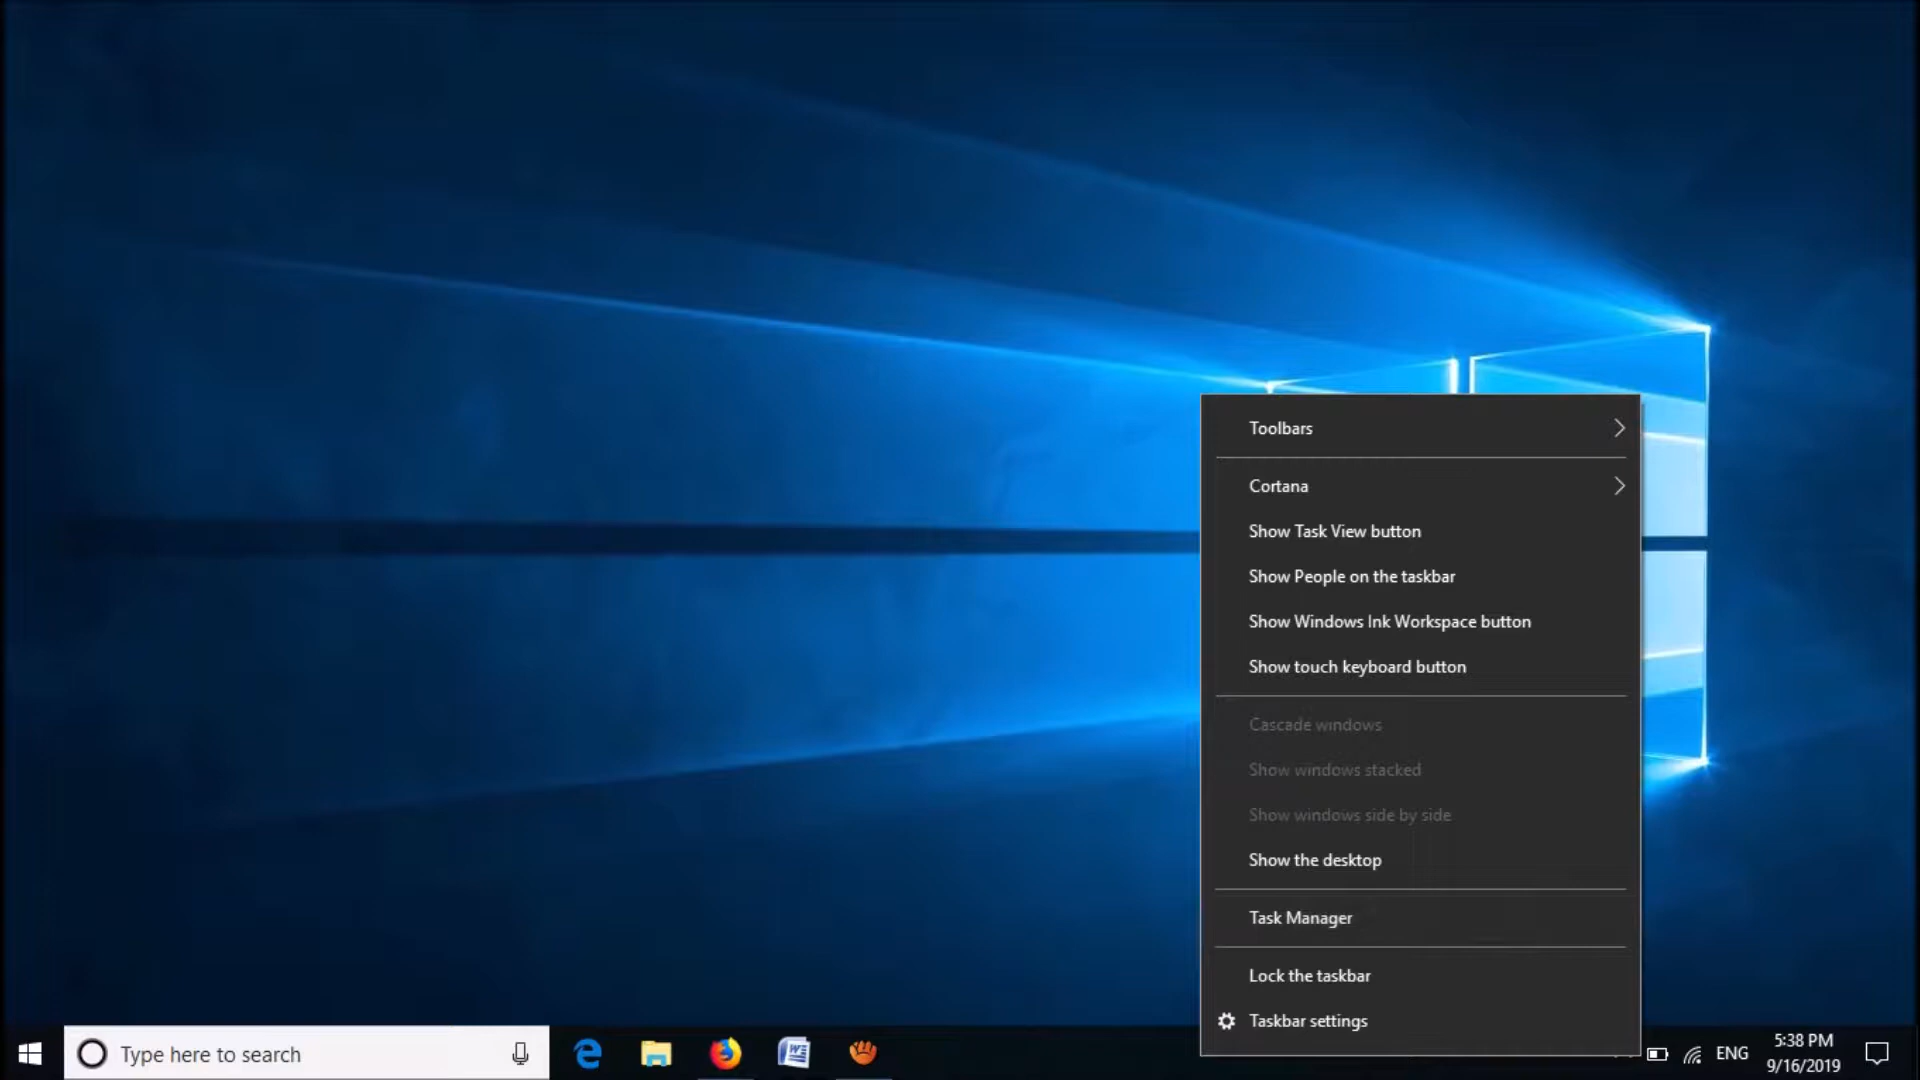 Toolbars
Cortana
Show Task View button
Show People on the taskbar
Show Windows Ink Workspace button
Show touch keyboard button
Cascade windows
Show windows stacked
Show windows side by side
Show the desktop
Task Manager
Lock the taskbar
Taskbar settings
Type here to search
W
ENG
5:38 PM
9/16/2019